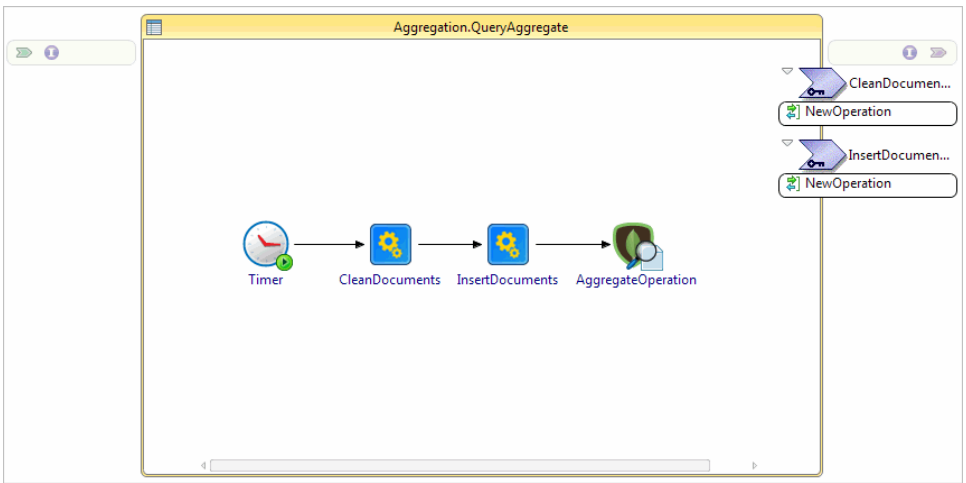 Aggregation.QueryAggregate
CleanDocumen...
NewOperation
InsertDocumen...
NewOperation
Timer
CleanDocuments
InsertDocuments
AggregateOperation